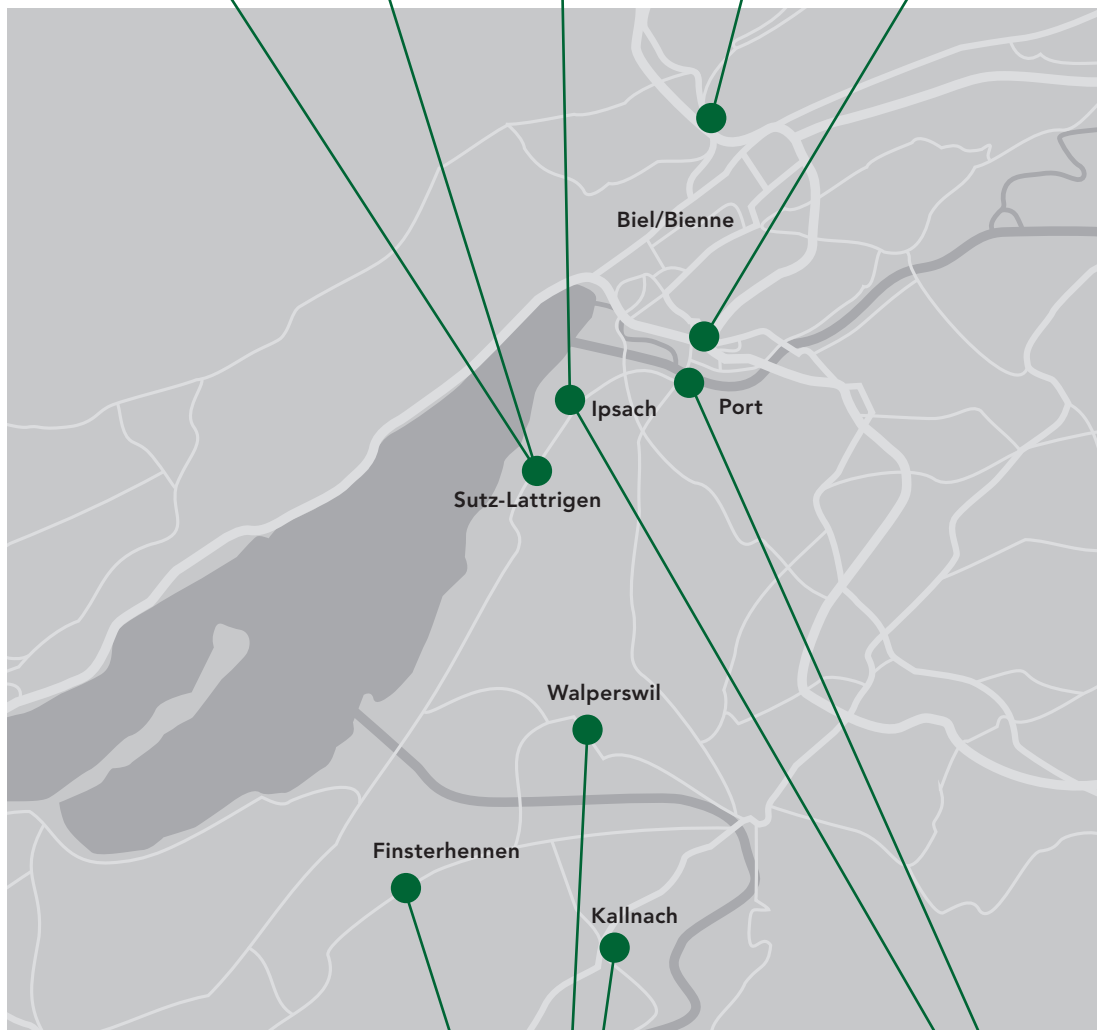 Biel/Bienne
Ipsach
Port
Sutz-Lattrigen
Walperswil
Finsterhennen
Kallnach